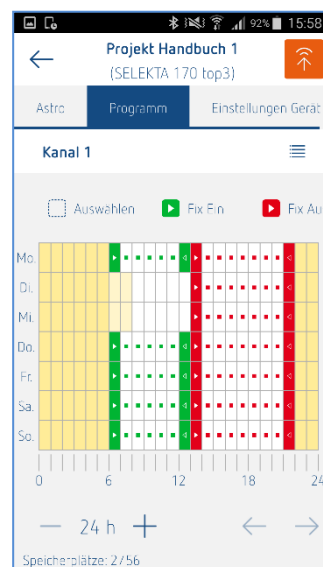 92% 15:58
Projekt Handbuch 1
(SELEKTA 170 top3)
Astro Programm Einstellungen Gerät
Kanal 1
Auswählen Fix Ein Fix Au
Mo.
Di.
Mi.
Do.
Fr.
Sa.
So.
0 6 12 18 24
24 h
Speicherplätze: 2/56